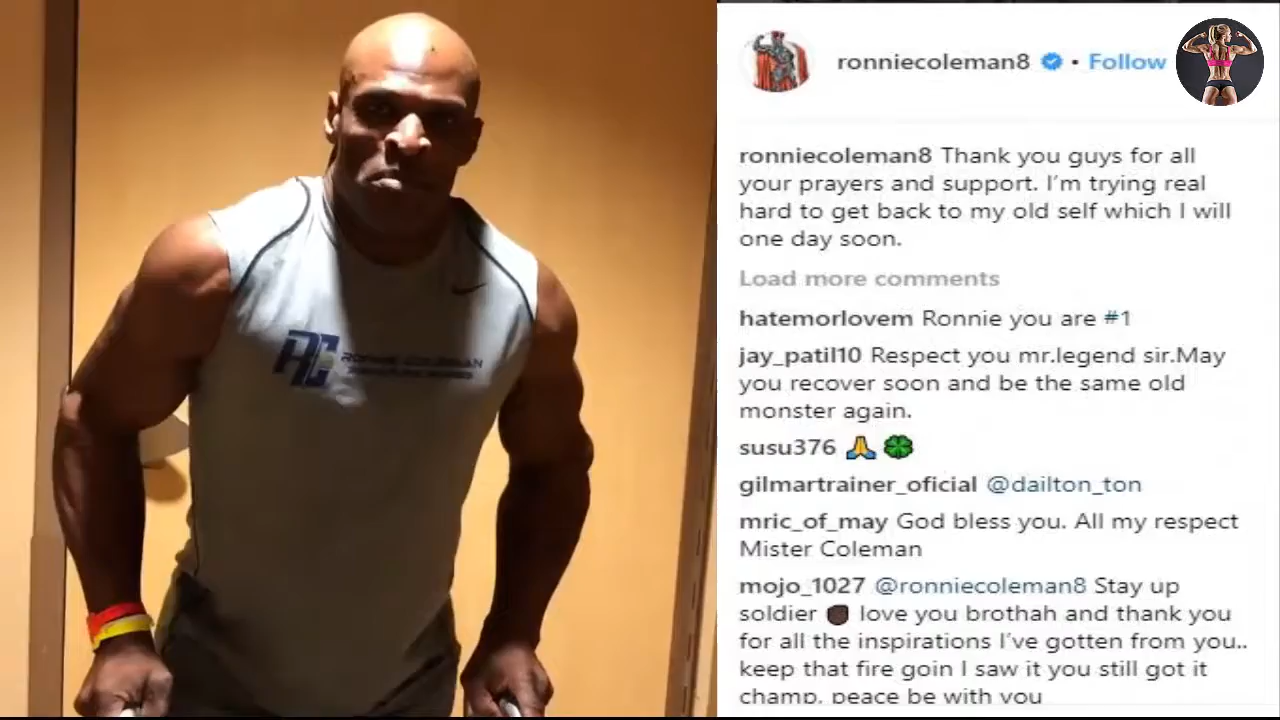 RC RONNIE COLEMAN
ronniecoleman8 • Follow
ronniecoleman8 Thank you guys for all
your prayers and support. I'm trying real
hard to get back to my old self which I will
one day soon.
Load more comments
hatemorlovem Ronnie you are #1
jay_patil10 Respect you mr.legend sir.May
you recover soon and be the same old
monster again.
susu376 🙏 🍀
gilmartrainer_oficial @dailton_ton
mric_of_may God bless you. All my respect
Mister Coleman
mojo_1027 @ronniecoleman8 Stay up
soldier ✊🏿 love you brothah and thank you
for all the inspirations I've gotten from you..
keep that fire goin I saw it you still got it
champ. peace be with you